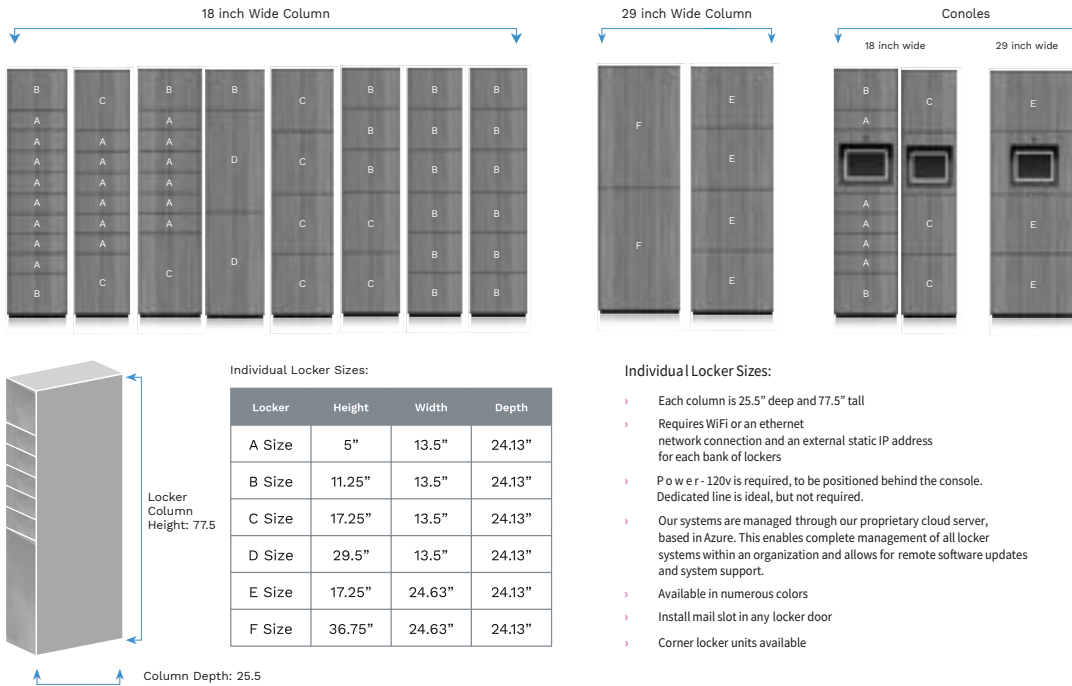 18 inch Wide Column
29 inch Wide Column
Conoles
18 inch wide
29 inch wide
B
A
A
A
A
A
A
A
B
C
A
A
A
A
A
A
C
B
A
A
A
A
A
C
B
D
D
C
C
C
C
B
B
B
C
C
B
B
B
B
B
B
B
B
B
B
B
B
F
F
E
E
E
E
B
A
A
A
A
A
B
C
C
C
E
E
E
Locker
Column
Height: 77.5
Column Depth: 25.5
Individual Locker Sizes:
Locker Height Width Depth
A Size 5” 13.5” 24.13”
B Size 11.25” 13.5” 24.13”
C Size 17.25” 13.5” 24.13”
D Size 29.5” 13.5” 24.13”
E Size 17.25” 24.63” 24.13”
F Size 36.75” 24.63” 24.13”
Individual Locker Sizes:
› Each column is 25.5” deep and 77.5” tall
› Requires WiFi or an ethernet
network connection and an external static IP address
for each bank of lockers
› Power-120v is required, to be positioned behind the console.
Dedicated line is ideal, but not required.
› Our systems are managed through our proprietary cloud server,
based in Azure. This enables complete management of all locker
systems within an organization and allows for remote software updates
and system support.
› Available in numerous colors
› Install mail slot in any locker door
› Corner locker units available